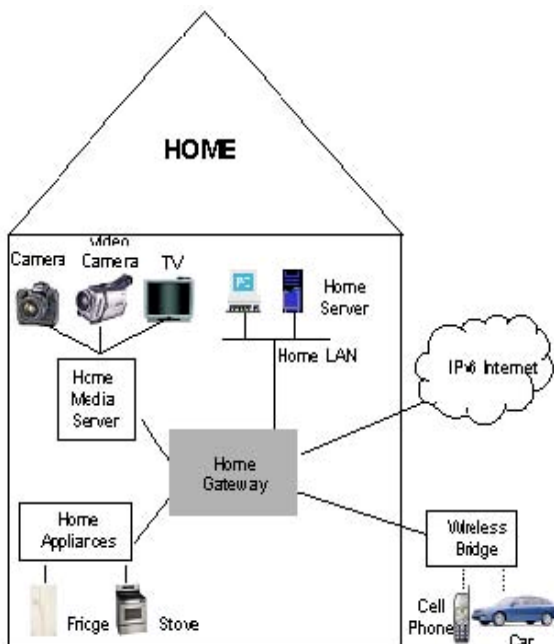 HOME
Camera
Video
Camera
TV
PC
Home
Server
Home LAN
Home
Media
Server
IPv6 Internet
Home
Gateway
Home
Appliances
Wireless
Bridge
Fridge
Stove
Cell
Phone
Car